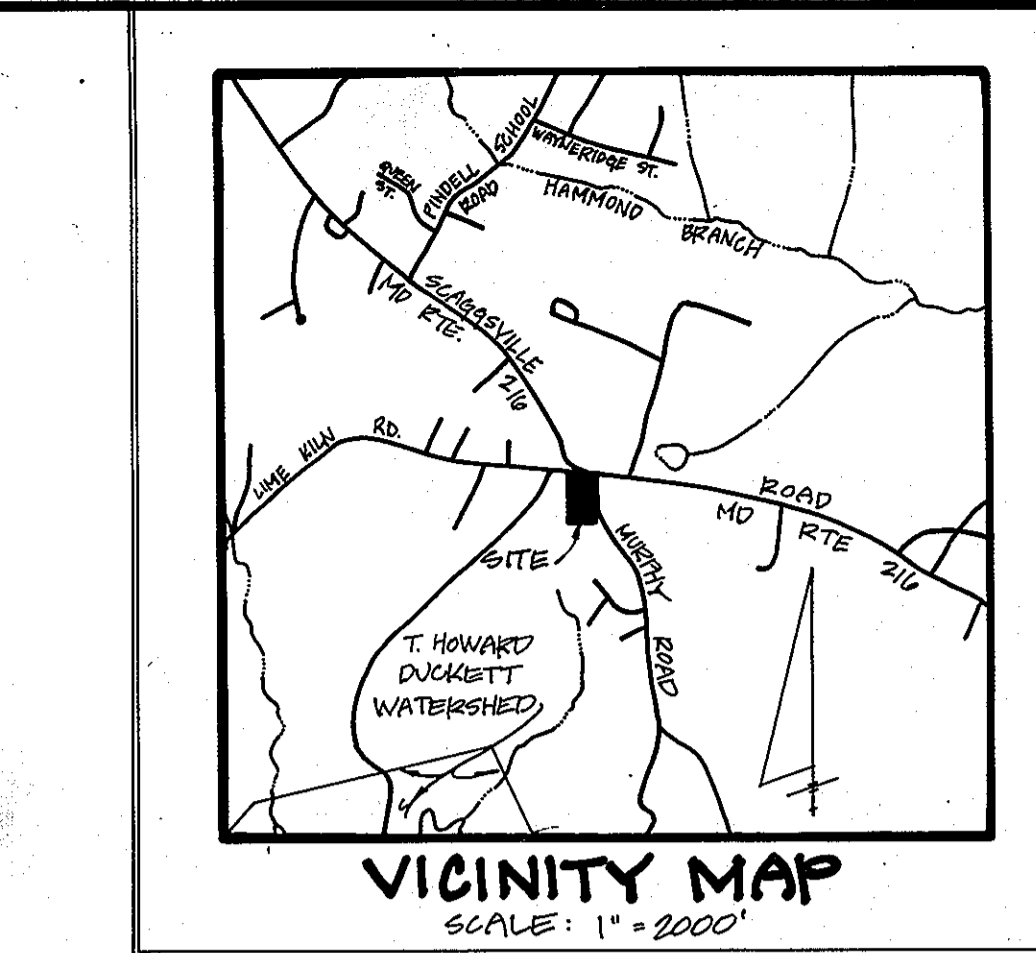 SCHOOL
WAYNERIDGE ST.
QUEEN
ST.
PINDELL
ROAD
HAMMOND
BRANCH
SCAGGSVILLE
MD RTE.
216
LIME KILN RD.
ROAD
MD RTE
216
SITE
MURPHY
ROAD
T. HOWARD
DUCKETT
WATERSHED
VICINITY MAP
SCALE: 1" = 2000'